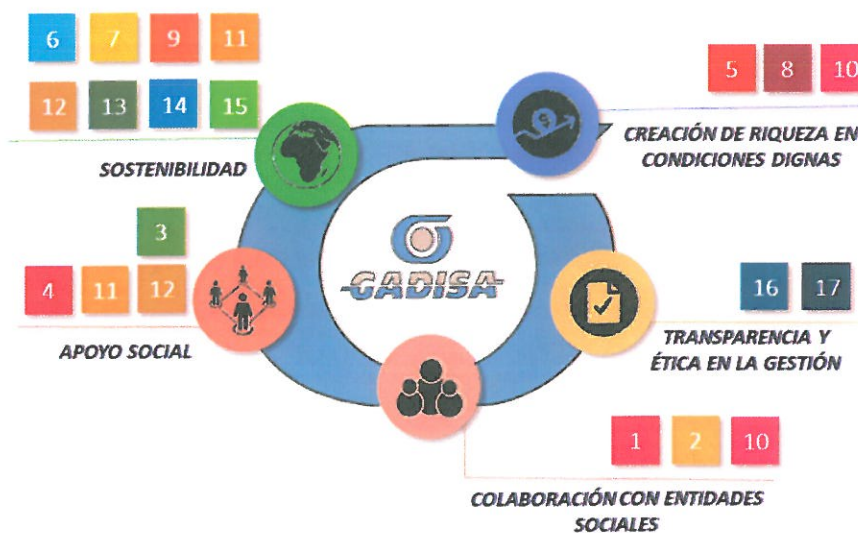 6 7 9 11
12 13 14 15
SOSTENIBILIDAD
5 8 10
CREACIÓN DE RIQUEZA EN
CONDICIONES DIGNAS
3
4 11 12
APOYO SOCIAL
GADISA
16 17
TRANSPARENCIA Y
ÉTICA EN LA GESTIÓN
1 2 10
COLABORACIÓN CON ENTIDADES
SOCIALES